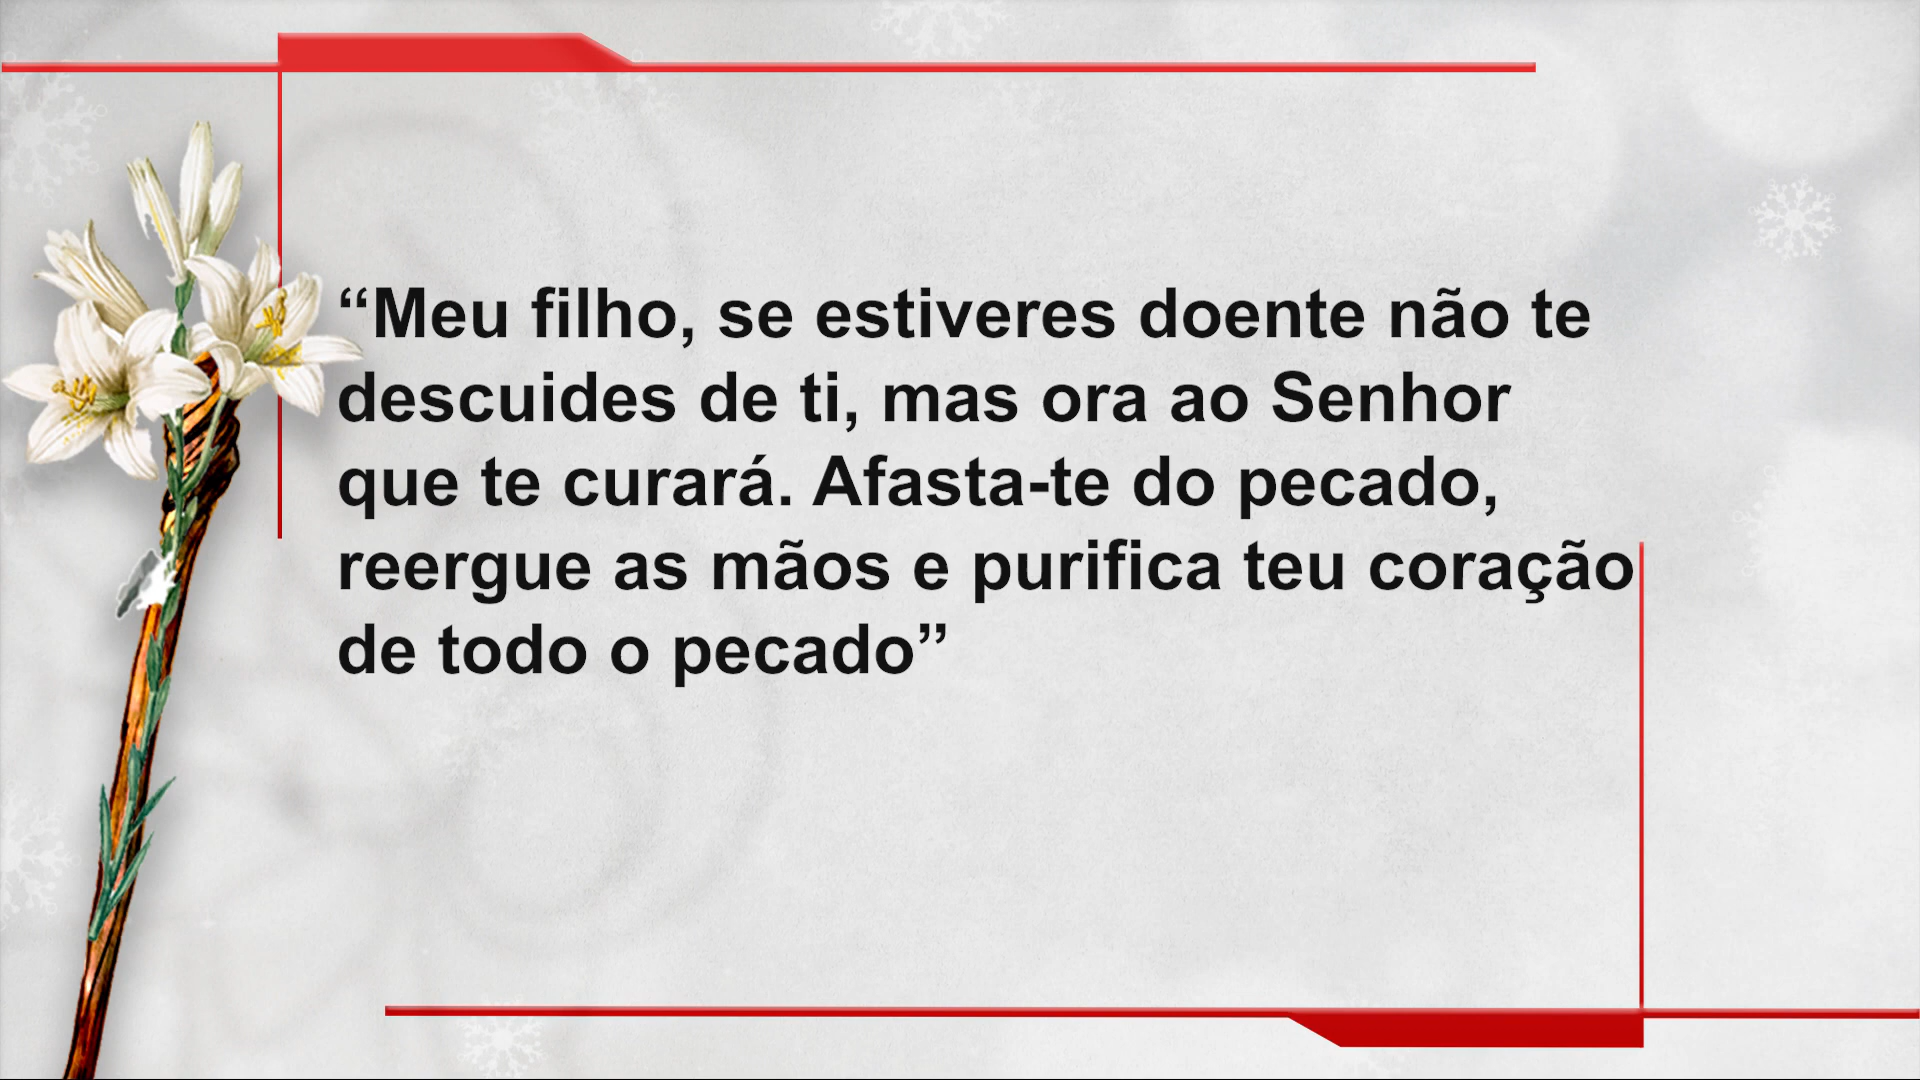 “Meu filho, se estiveres doente não te
descuides de ti, mas ora ao Senhor
que te curará. Afasta-te do pecado,
reergue as mãos e purifica teu coração
de todo o pecado”